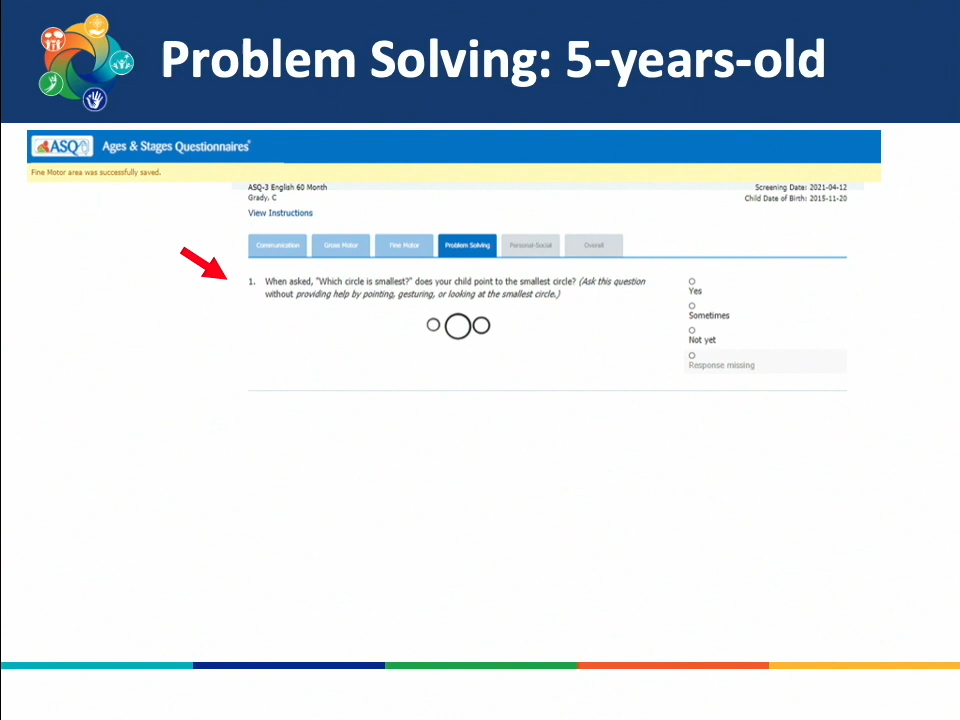 Problem Solving: 5-years-old
ASQ Ages & Stages Questionnaires®
Fine Motor area was successfully saved.
ASQ-3 English 60 Month Screening Date: 2021-04-12
Grady, C Child Date of Birth: 2015-11-20
View Instructions
Communication Gross Motor Fine Motor Problem Solving Personal-Social Overall
1. When asked, "Which circle is smallest?" does your child point to the smallest circle? (Ask this question
without providing help by pointing, gesturing, or looking at the smallest circle.)
Yes
Sometimes
Not yet
Response missing